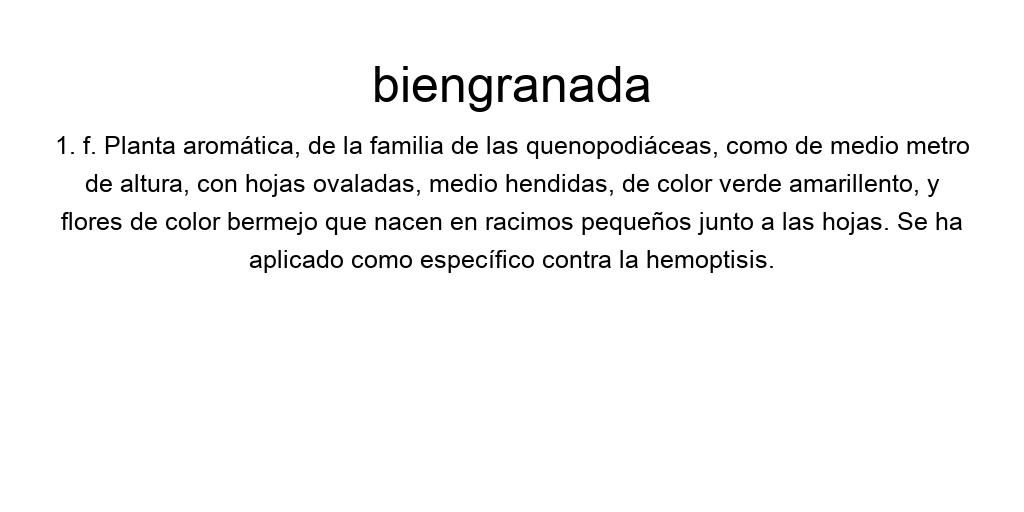 biengranada
1. f. Planta aromática, de la familia de las quenopodiáceas, como de medio metro
de altura, con hojas ovaladas, medio hendidas, de color verde amarillento, y
flores de color bermejo que nacen en racimos pequeños junto a las hojas. Se ha
aplicado como específico contra la hemoptisis.